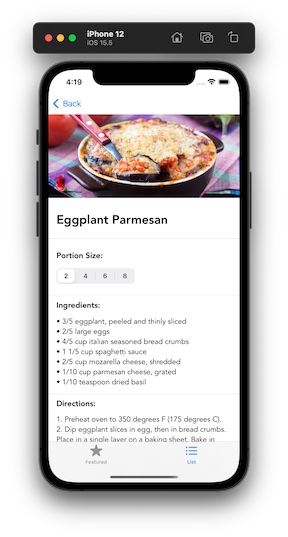 iPhone 12
iOS 15.5
4:19
Back
Eggplant Parmesan
Portion Size:
2 4 6 8
Ingredients:
• 3/5 eggplant, peeled and thinly sliced
• 2/5 large eggs
• 4/5 cup italian seasoned bread crumbs
• 1 1/5 cup spaghetti sauce
• 2/5 cup mozarella cheese, shredded
• 1/10 cup parmesan cheese, grated
• 1/10 teaspoon dried basil
Directions:
1. Preheat oven to 350 degrees F (175 degrees C).
2. Dip eggplant slices in egg, then in bread crumbs.
Place in a single layer on a baking sheet. Bake in
Featured
List